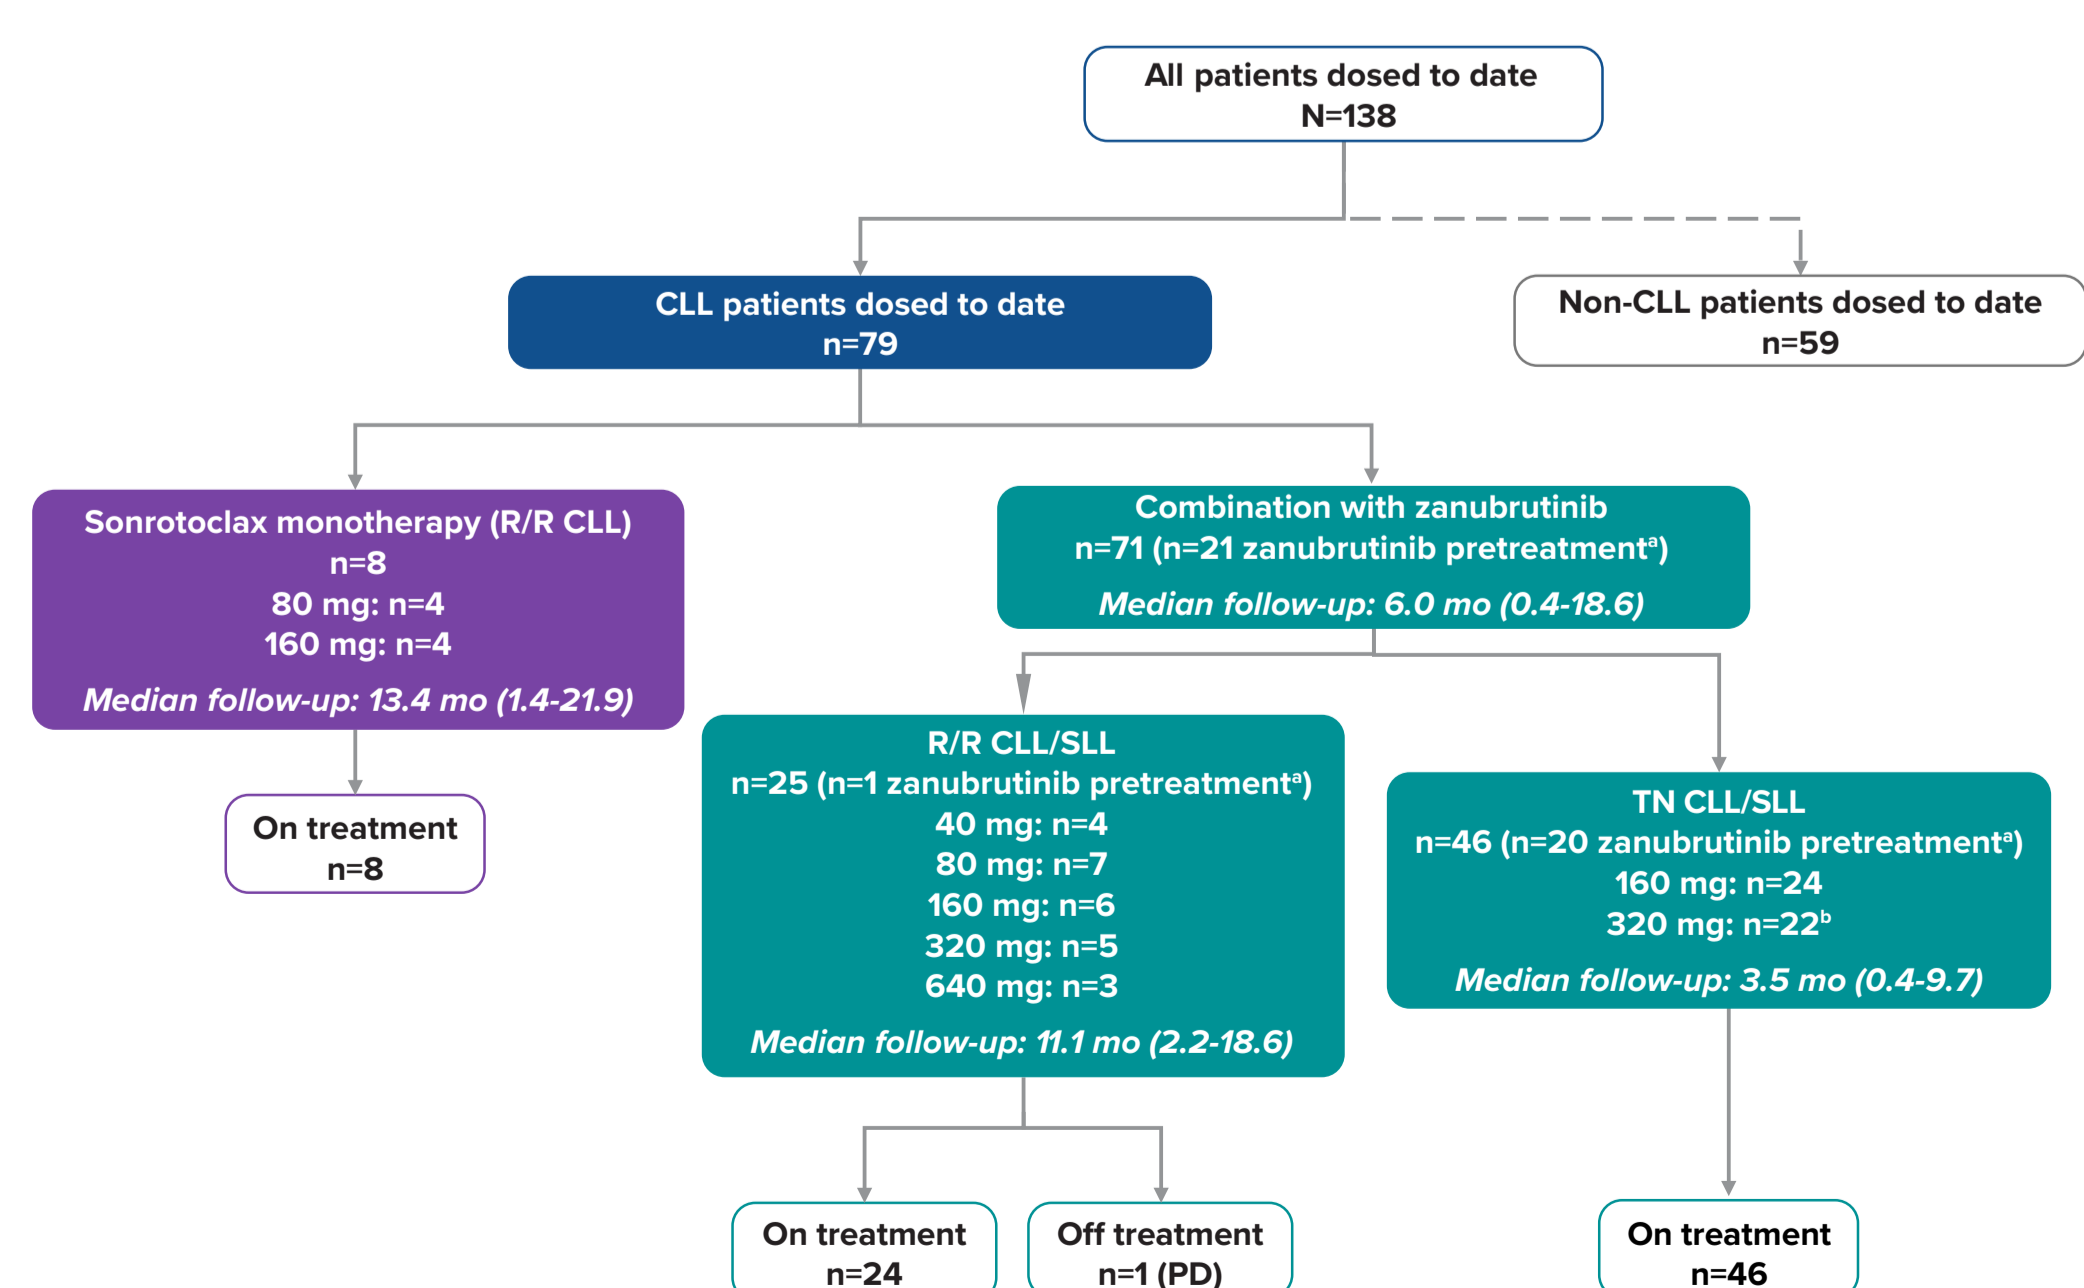 All patients dosed to date
N=138
CLL patients dosed to date
n=79
Non-CLL patients dosed to date
n=59
Sonrotoclax monotherapy (R/R CLL)
n=8
80 mg: n=4
160 mg: n=4
Median follow-up: 13.4 mo (1.4-21.9)
Combination with zanubrutinib
n=71 (n=21 zanubrutinib pretreatmentᵃ)
Median follow-up: 6.0 mo (0.4-18.6)
On treatment
n=8
R/R CLL/SLL
n=25 (n=1 zanubrutinib pretreatmentᵃ)
40 mg: n=4
80 mg: n=7
160 mg: n=6
320 mg: n=5
640 mg: n=3
Median follow-up: 11.1 mo (2.2-18.6)
TN CLL/SLL
n=46 (n=20 zanubrutinib pretreatmentᵃ)
160 mg: n=24
320 mg: n=22ᵇ
Median follow-up: 3.5 mo (0.4-9.7)
On treatment
n=24
Off treatment
n=1 (PD)
On treatment
n=46